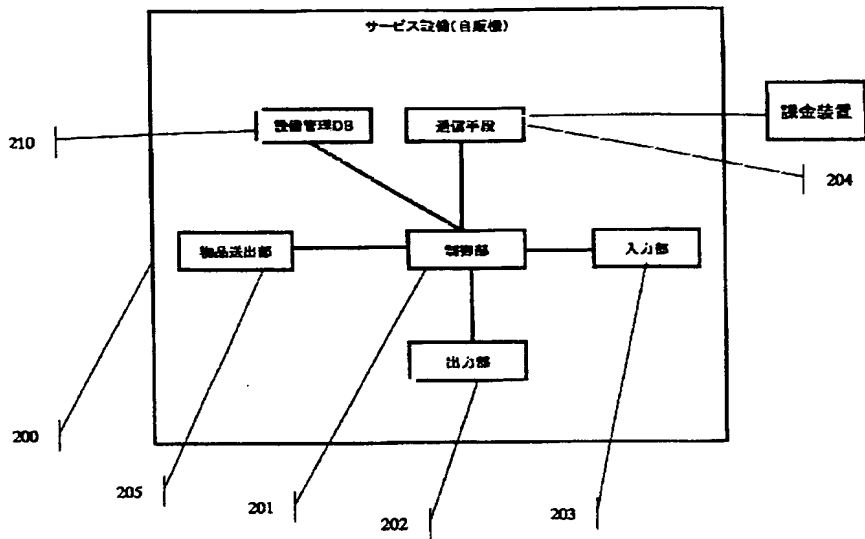 サービス設備(自販機)
設備管理DB
通信手段
課金装置
210
204
物品送出部
制御部
入力部
出力部
200
205
201
202
203